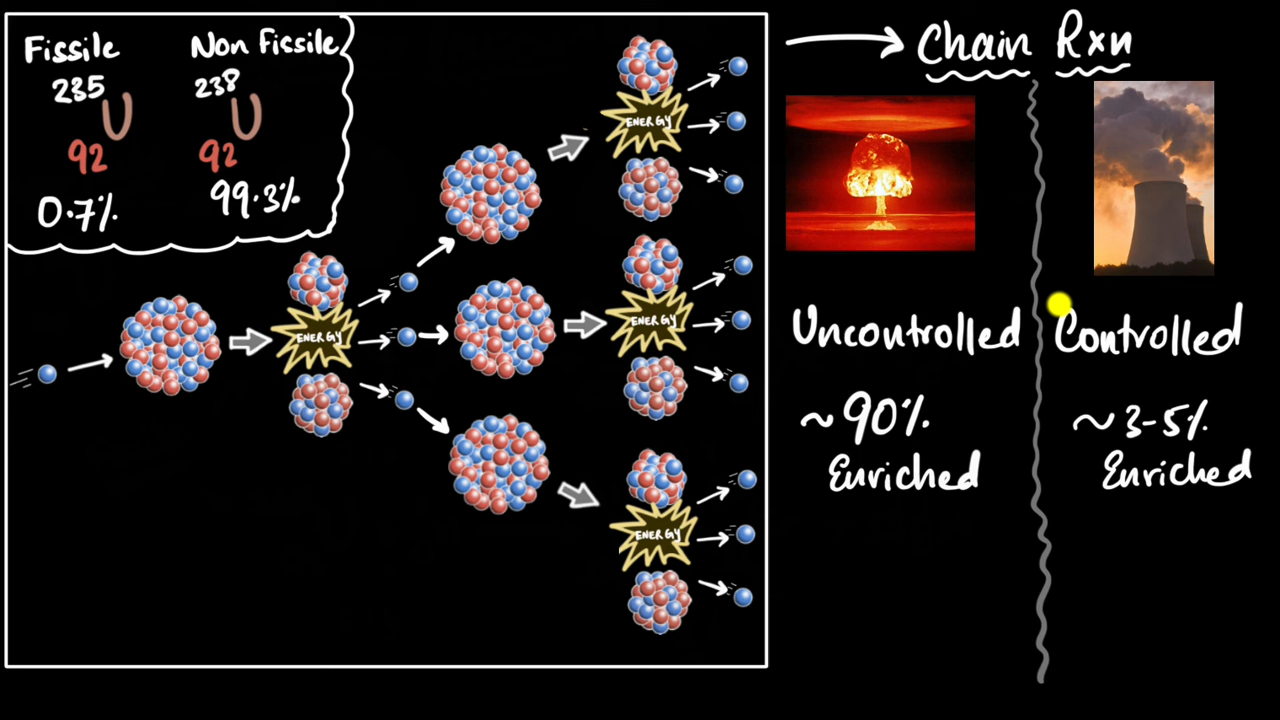 Fissile
235
U
92
0.7%
Non Fissile
238
U
92
99.3%
ENERGY
ENERGY
ENERGY
ENERGY
Chain Rxn
Uncontrolled
~90%
Enriched
Controlled
~3-5%
Enriched